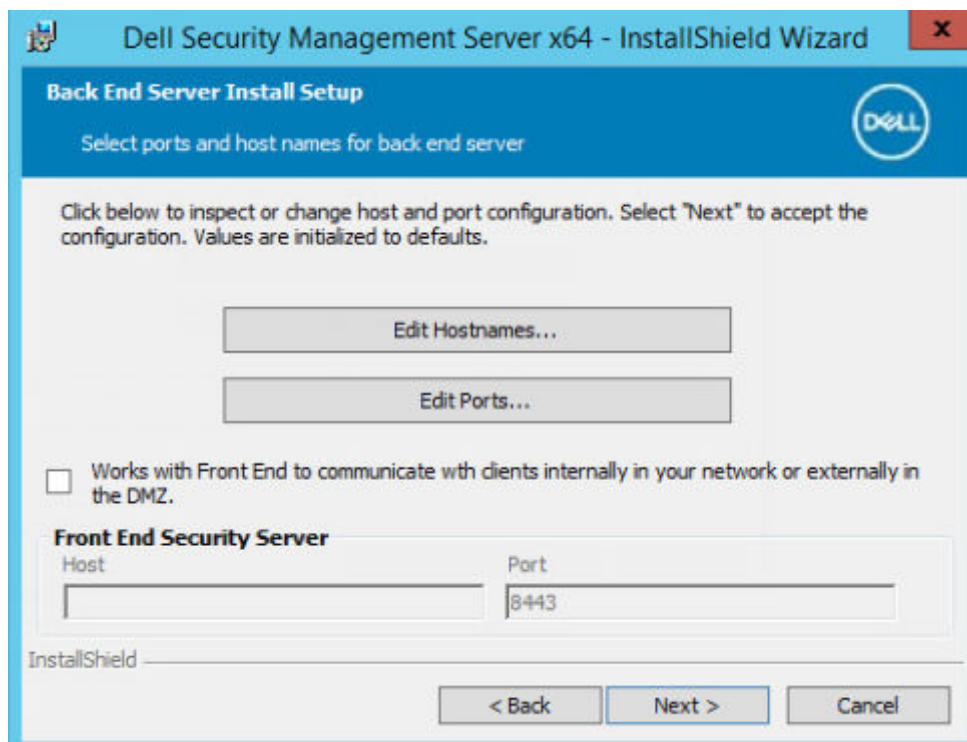 Dell Security Management Server x64 - InstallShield Wizard
x
Back End Server Install Setup
DELL
Select ports and host names for back end server
Click below to inspect or change host and port configuration. Select "Next" to accept the
configuration. Values are initialized to defaults.
Edit Hostnames...
Edit Ports...
Works with Front End to communicate wth clients internally in your network or externally in
the DMZ.
Front End Security Server
Host
Port
8443
InstallShield
< Back
Next >
Cancel